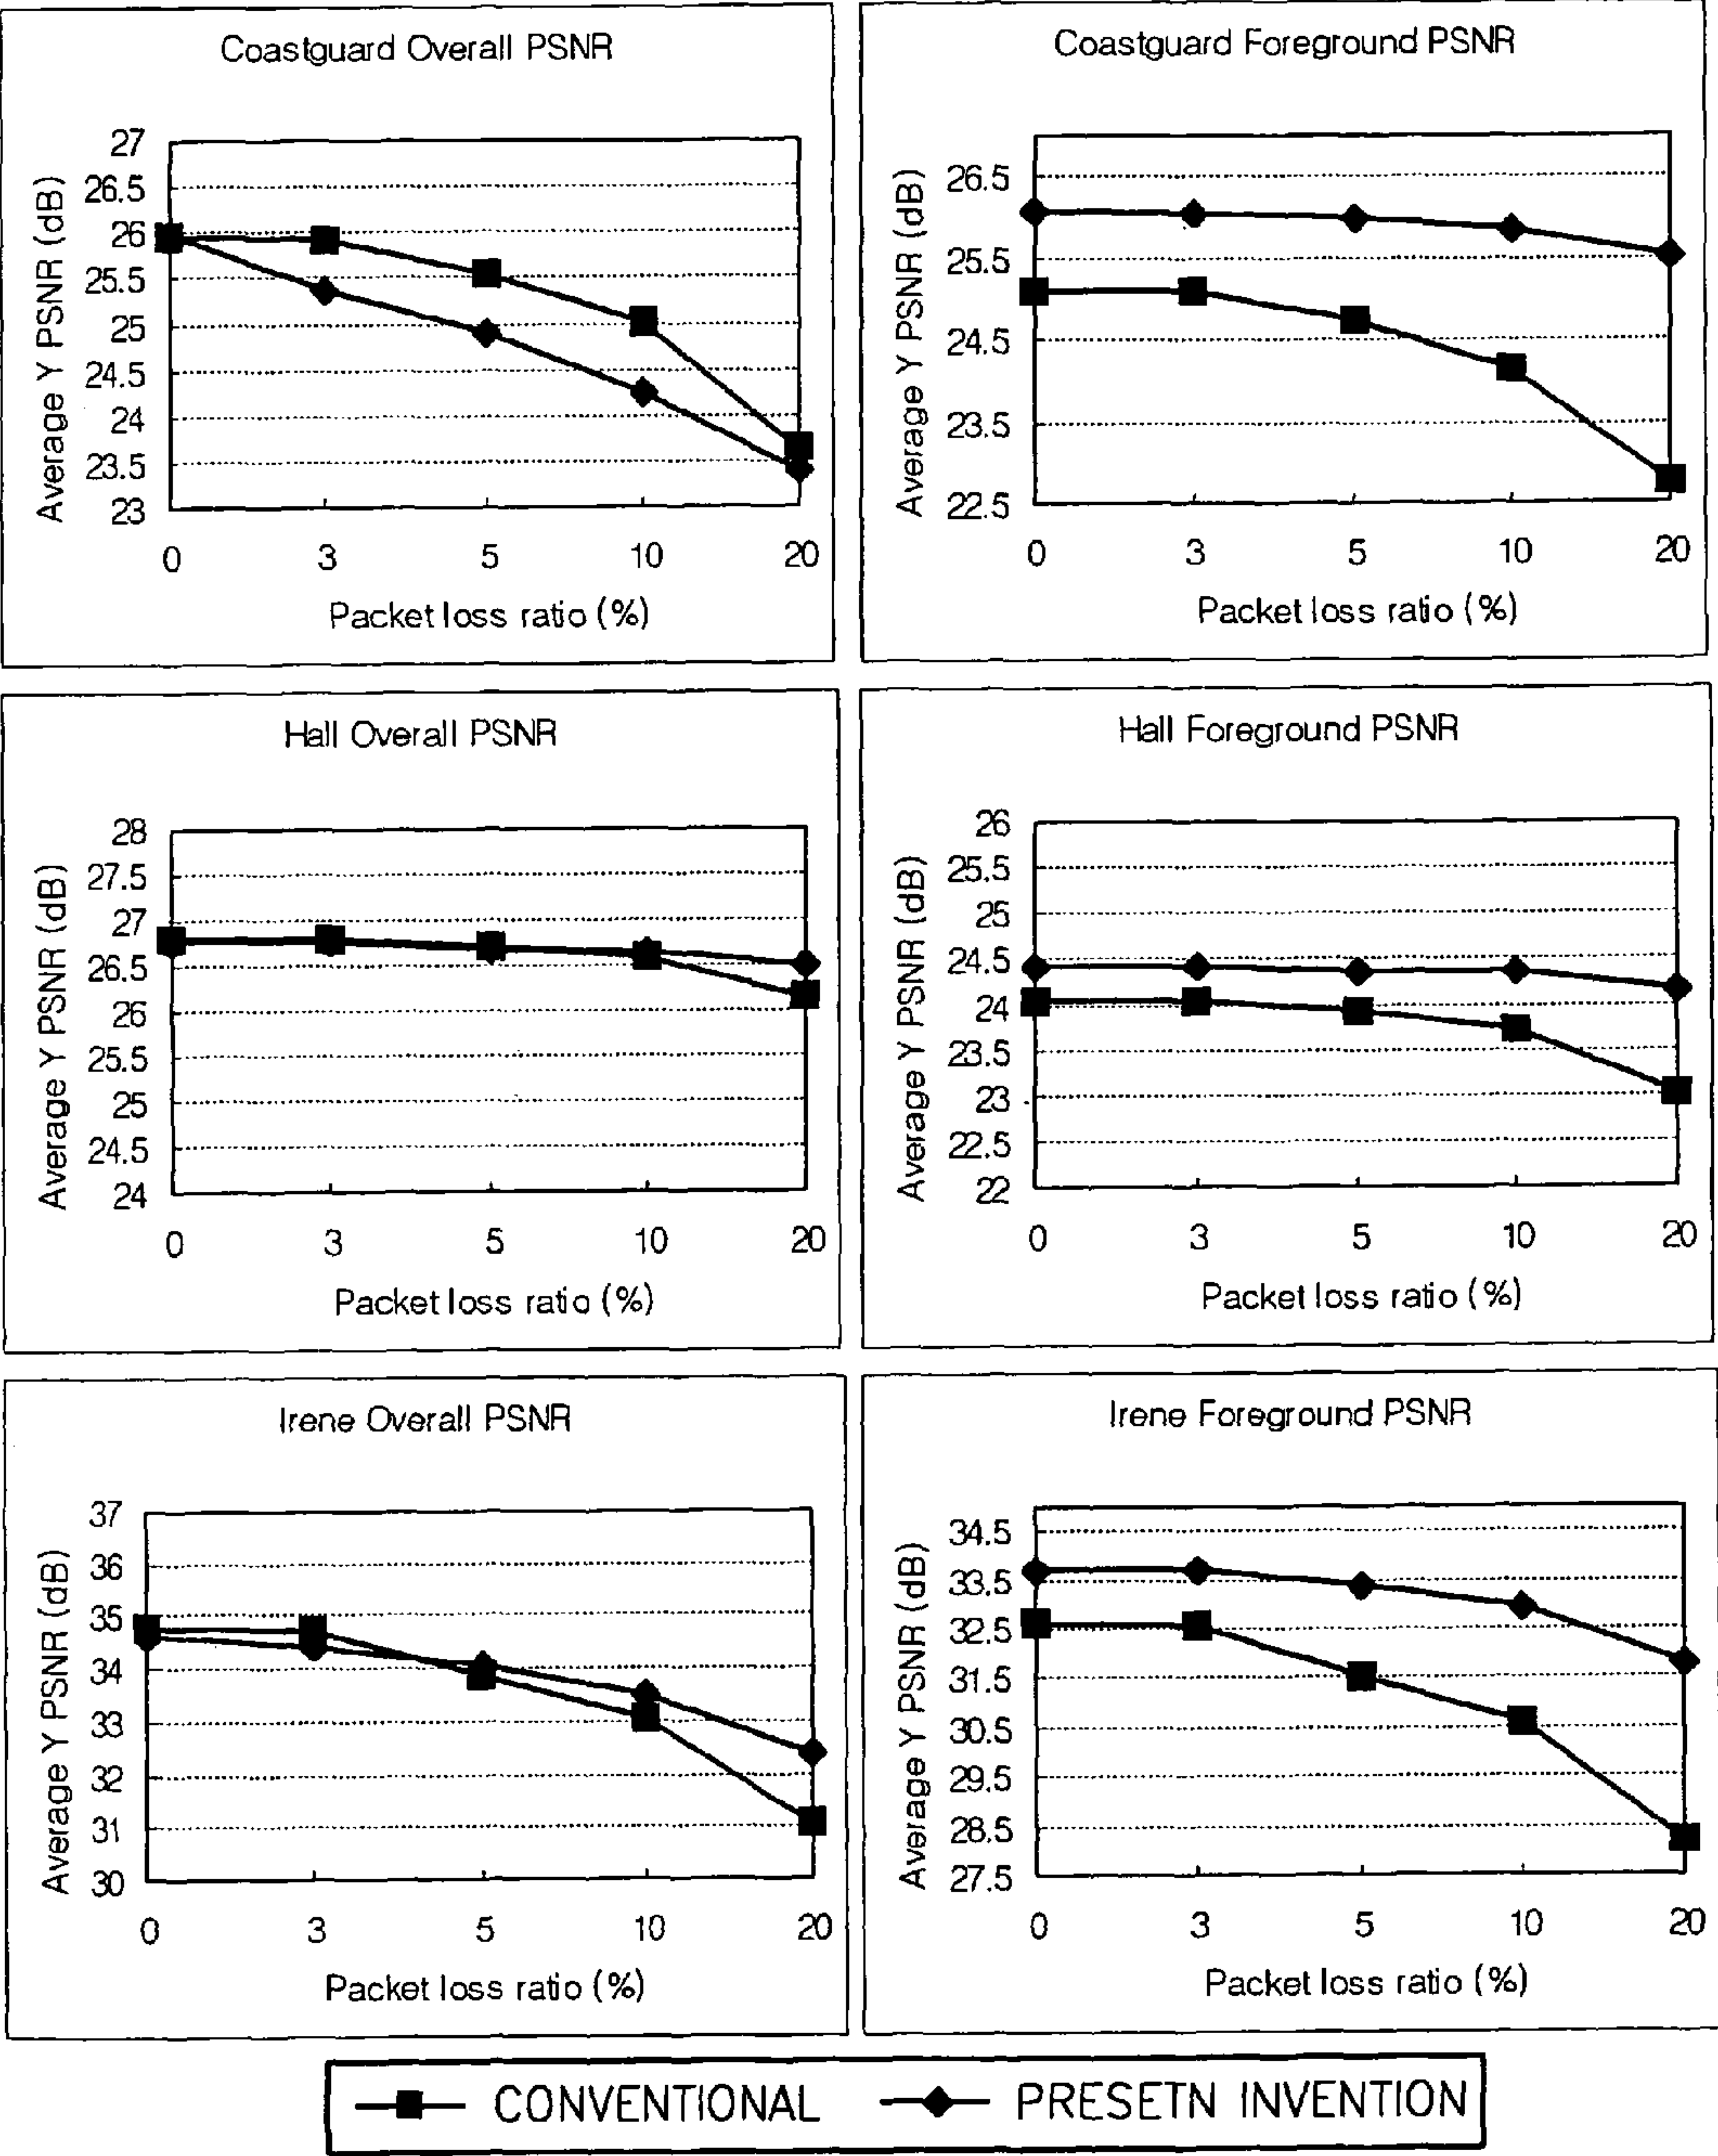 Coastguard Overall PSNR
Average Y PSNR (dB)
27
26.5
26
25.5
25
24.5
24
23.5
23
0 3 5 10 20
Packet loss ratio (%)
Coastguard Foreground PSNR
Average Y PSNR (dB)
26.5
25.5
24.5
23.5
22.5
0 3 5 10 20
Packet loss ratio (%)
Hall Overall PSNR
Average Y PSNR (dB)
28
27.5
27
26.5
26
25.5
25
24.5
24
0 3 5 10 20
Packet loss ratio (%)
Hall Foreground PSNR
Average Y PSNR (dB)
26
25.5
25
24.5
24
23.5
23
22.5
22
0 3 5 10 20
Packet loss ratio (%)
Irene Overall PSNR
Average Y PSNR (dB)
37
36
35
34
33
32
31
30
0 3 5 10 20
Packet loss ratio (%)
Irene Foreground PSNR
Average Y PSNR (dB)
34.5
33.5
32.5
31.5
30.5
29.5
28.5
27.5
0 3 5 10 20
Packet loss ratio (%)
CONVENTIONAL PRESETN INVENTION